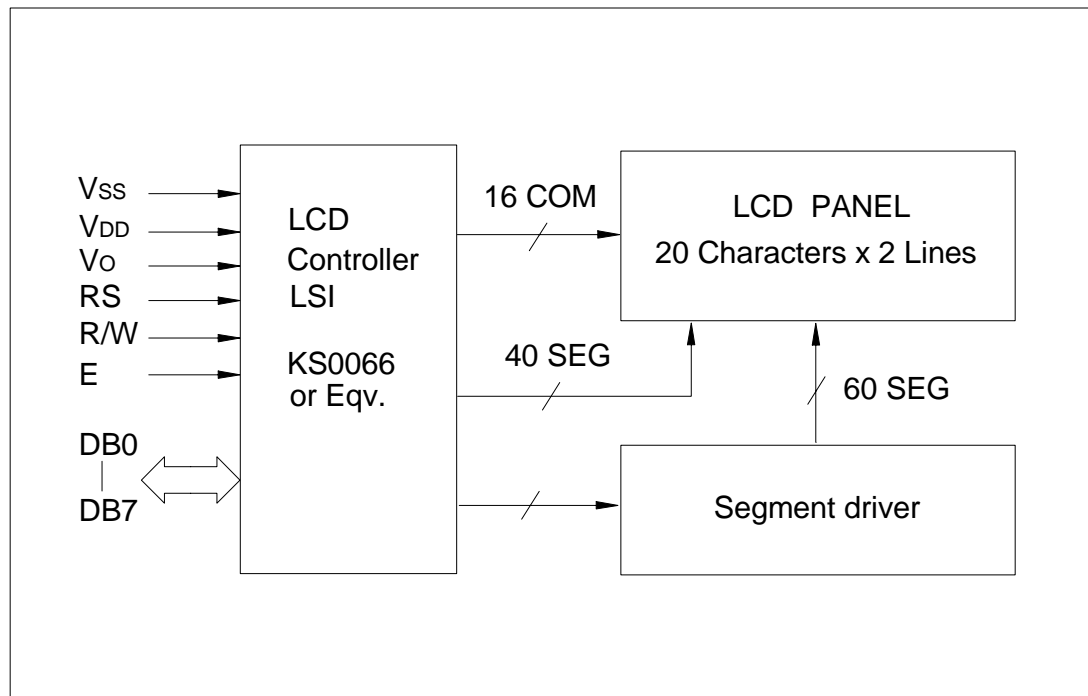 VSS
VDD
VO
RS
R/W
E
DB0
DB7
LCD
Controller
LSI
KS0066
or Eqv.
16 COM
40 SEG
LCD PANEL
20 Characters x 2 Lines
60 SEG
Segment driver